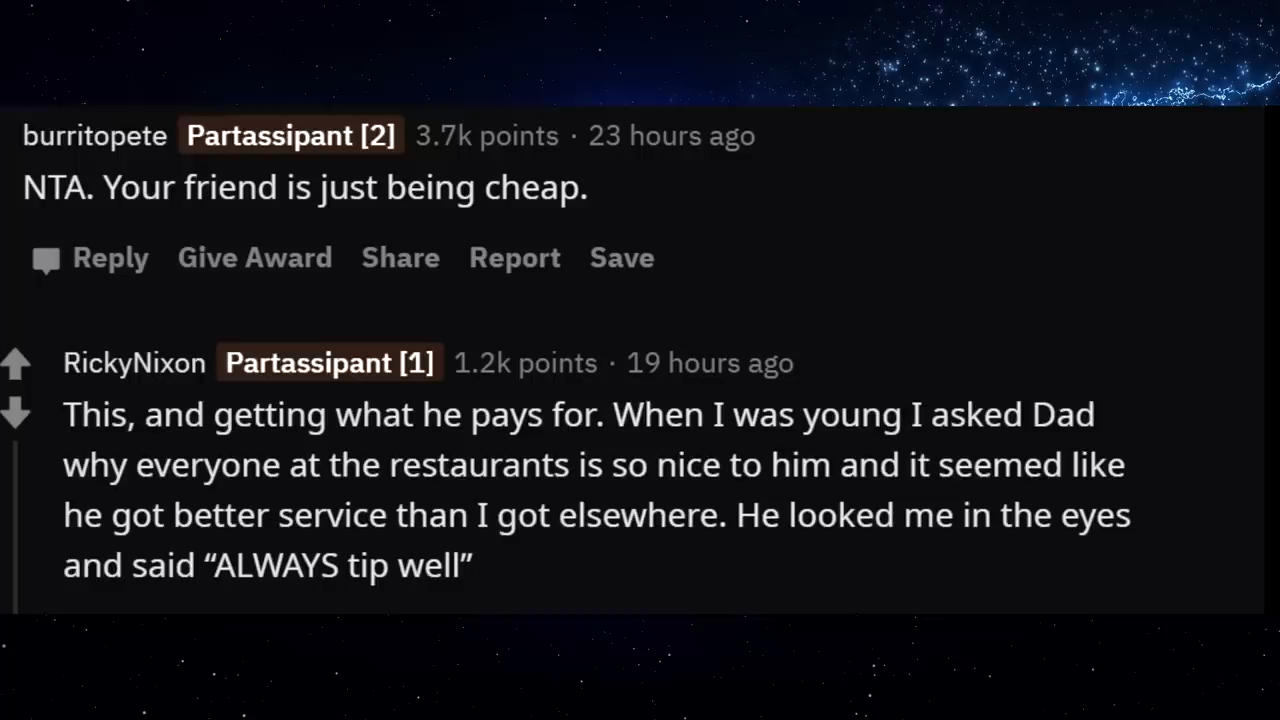 burritopete Partassipant [2] 3.7k points · 23 hours ago
NTA. Your friend is just being cheap.
Reply Give Award Share Report Save
RickyNixon Partassipant [1] 1.2k points · 19 hours ago
This, and getting what he pays for. When I was young I asked Dad
why everyone at the restaurants is so nice to him and it seemed like
he got better service than I got elsewhere. He looked me in the eyes
and said “ALWAYS tip well”